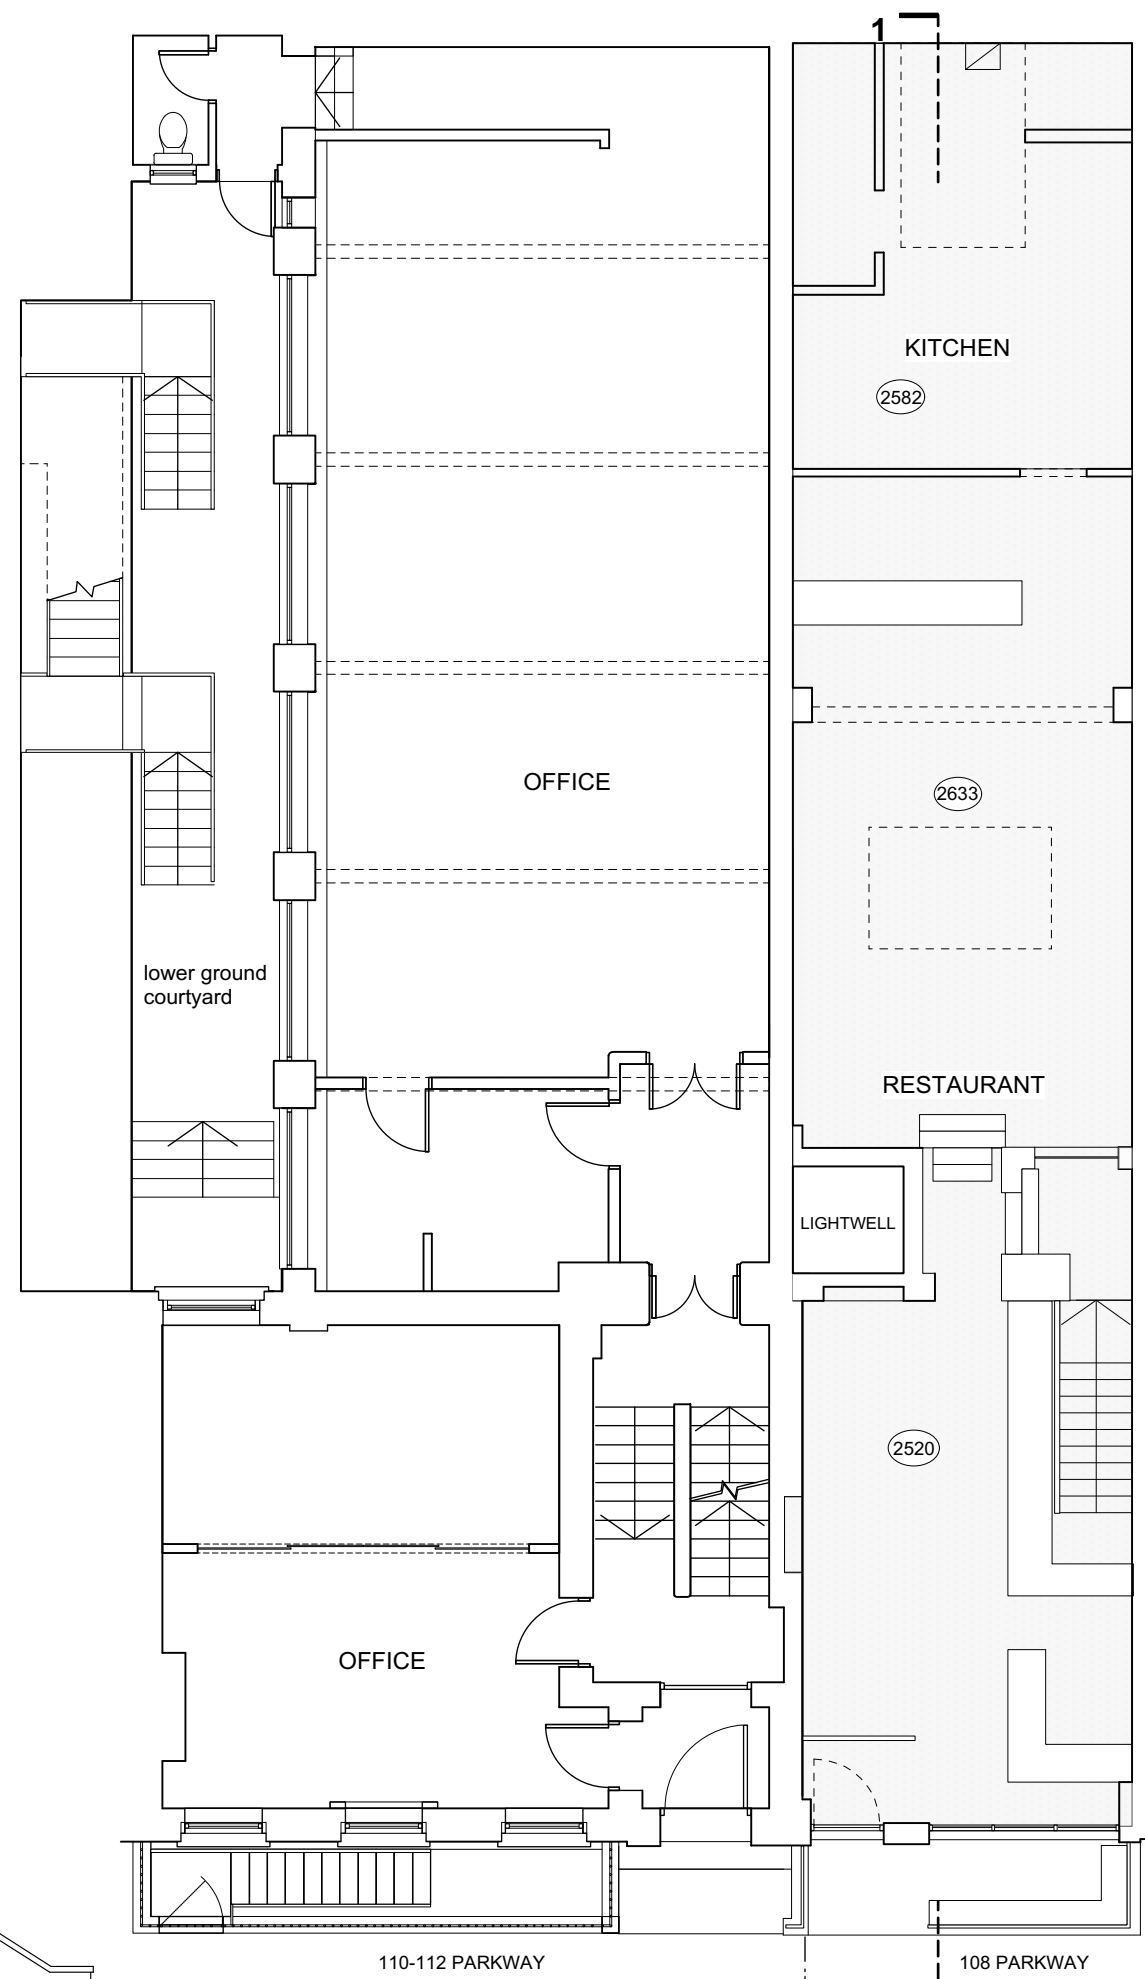 1
KITCHEN
2582
OFFICE
2633
lower ground
courtyard
RESTAURANT
LIGHTWELL
2520
OFFICE
110-112 PARKWAY
108 PARKWAY